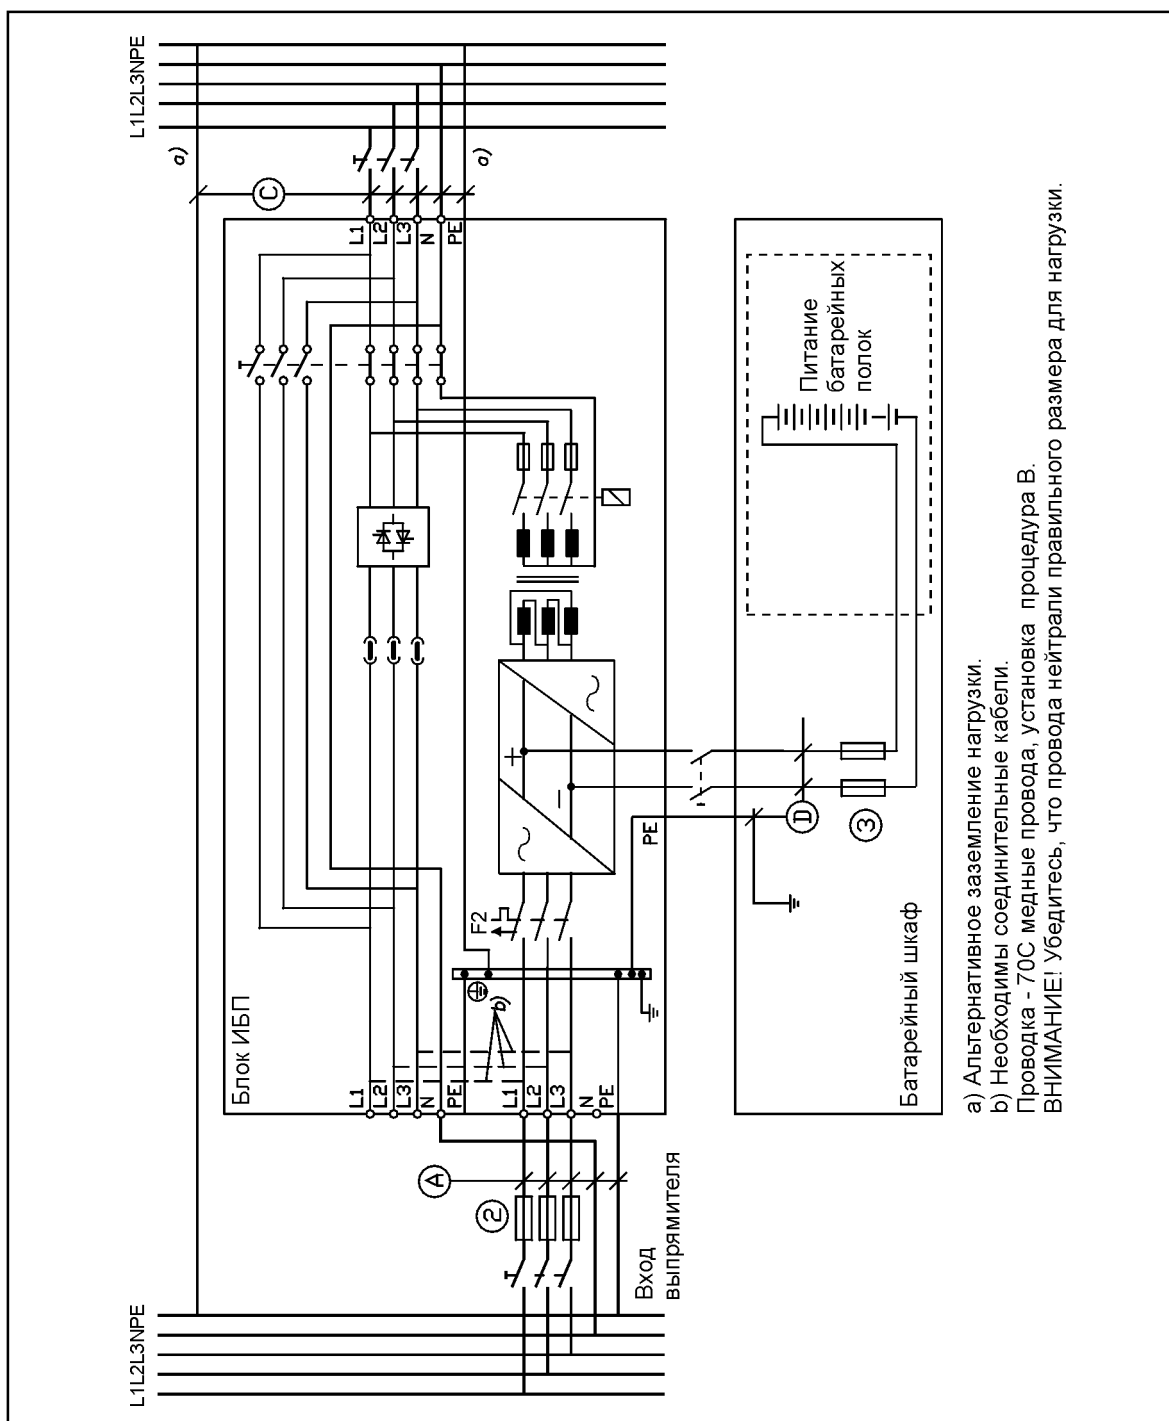 L1L2L3NPE
Вход
выпрямителя
2
A
Блок ИБП
L1
L2
L3
N
PE
L1
L2
L3
N
PE
b)
F2
PE
+
–
L1
L2
L3
N
PE
C
a)
a)
L1L2L3NPE
Батарейный шкаф
D
3
Питание
батарейных
полок
a) Альтернативное заземление нагрузки.
b) Необходимы соединительные кабели.
Проводка - 70С медные провода, установка процедура В.
ВНИМАНИЕ! Убедитесь, что провода нейтрали правильного размера для нагрузки.